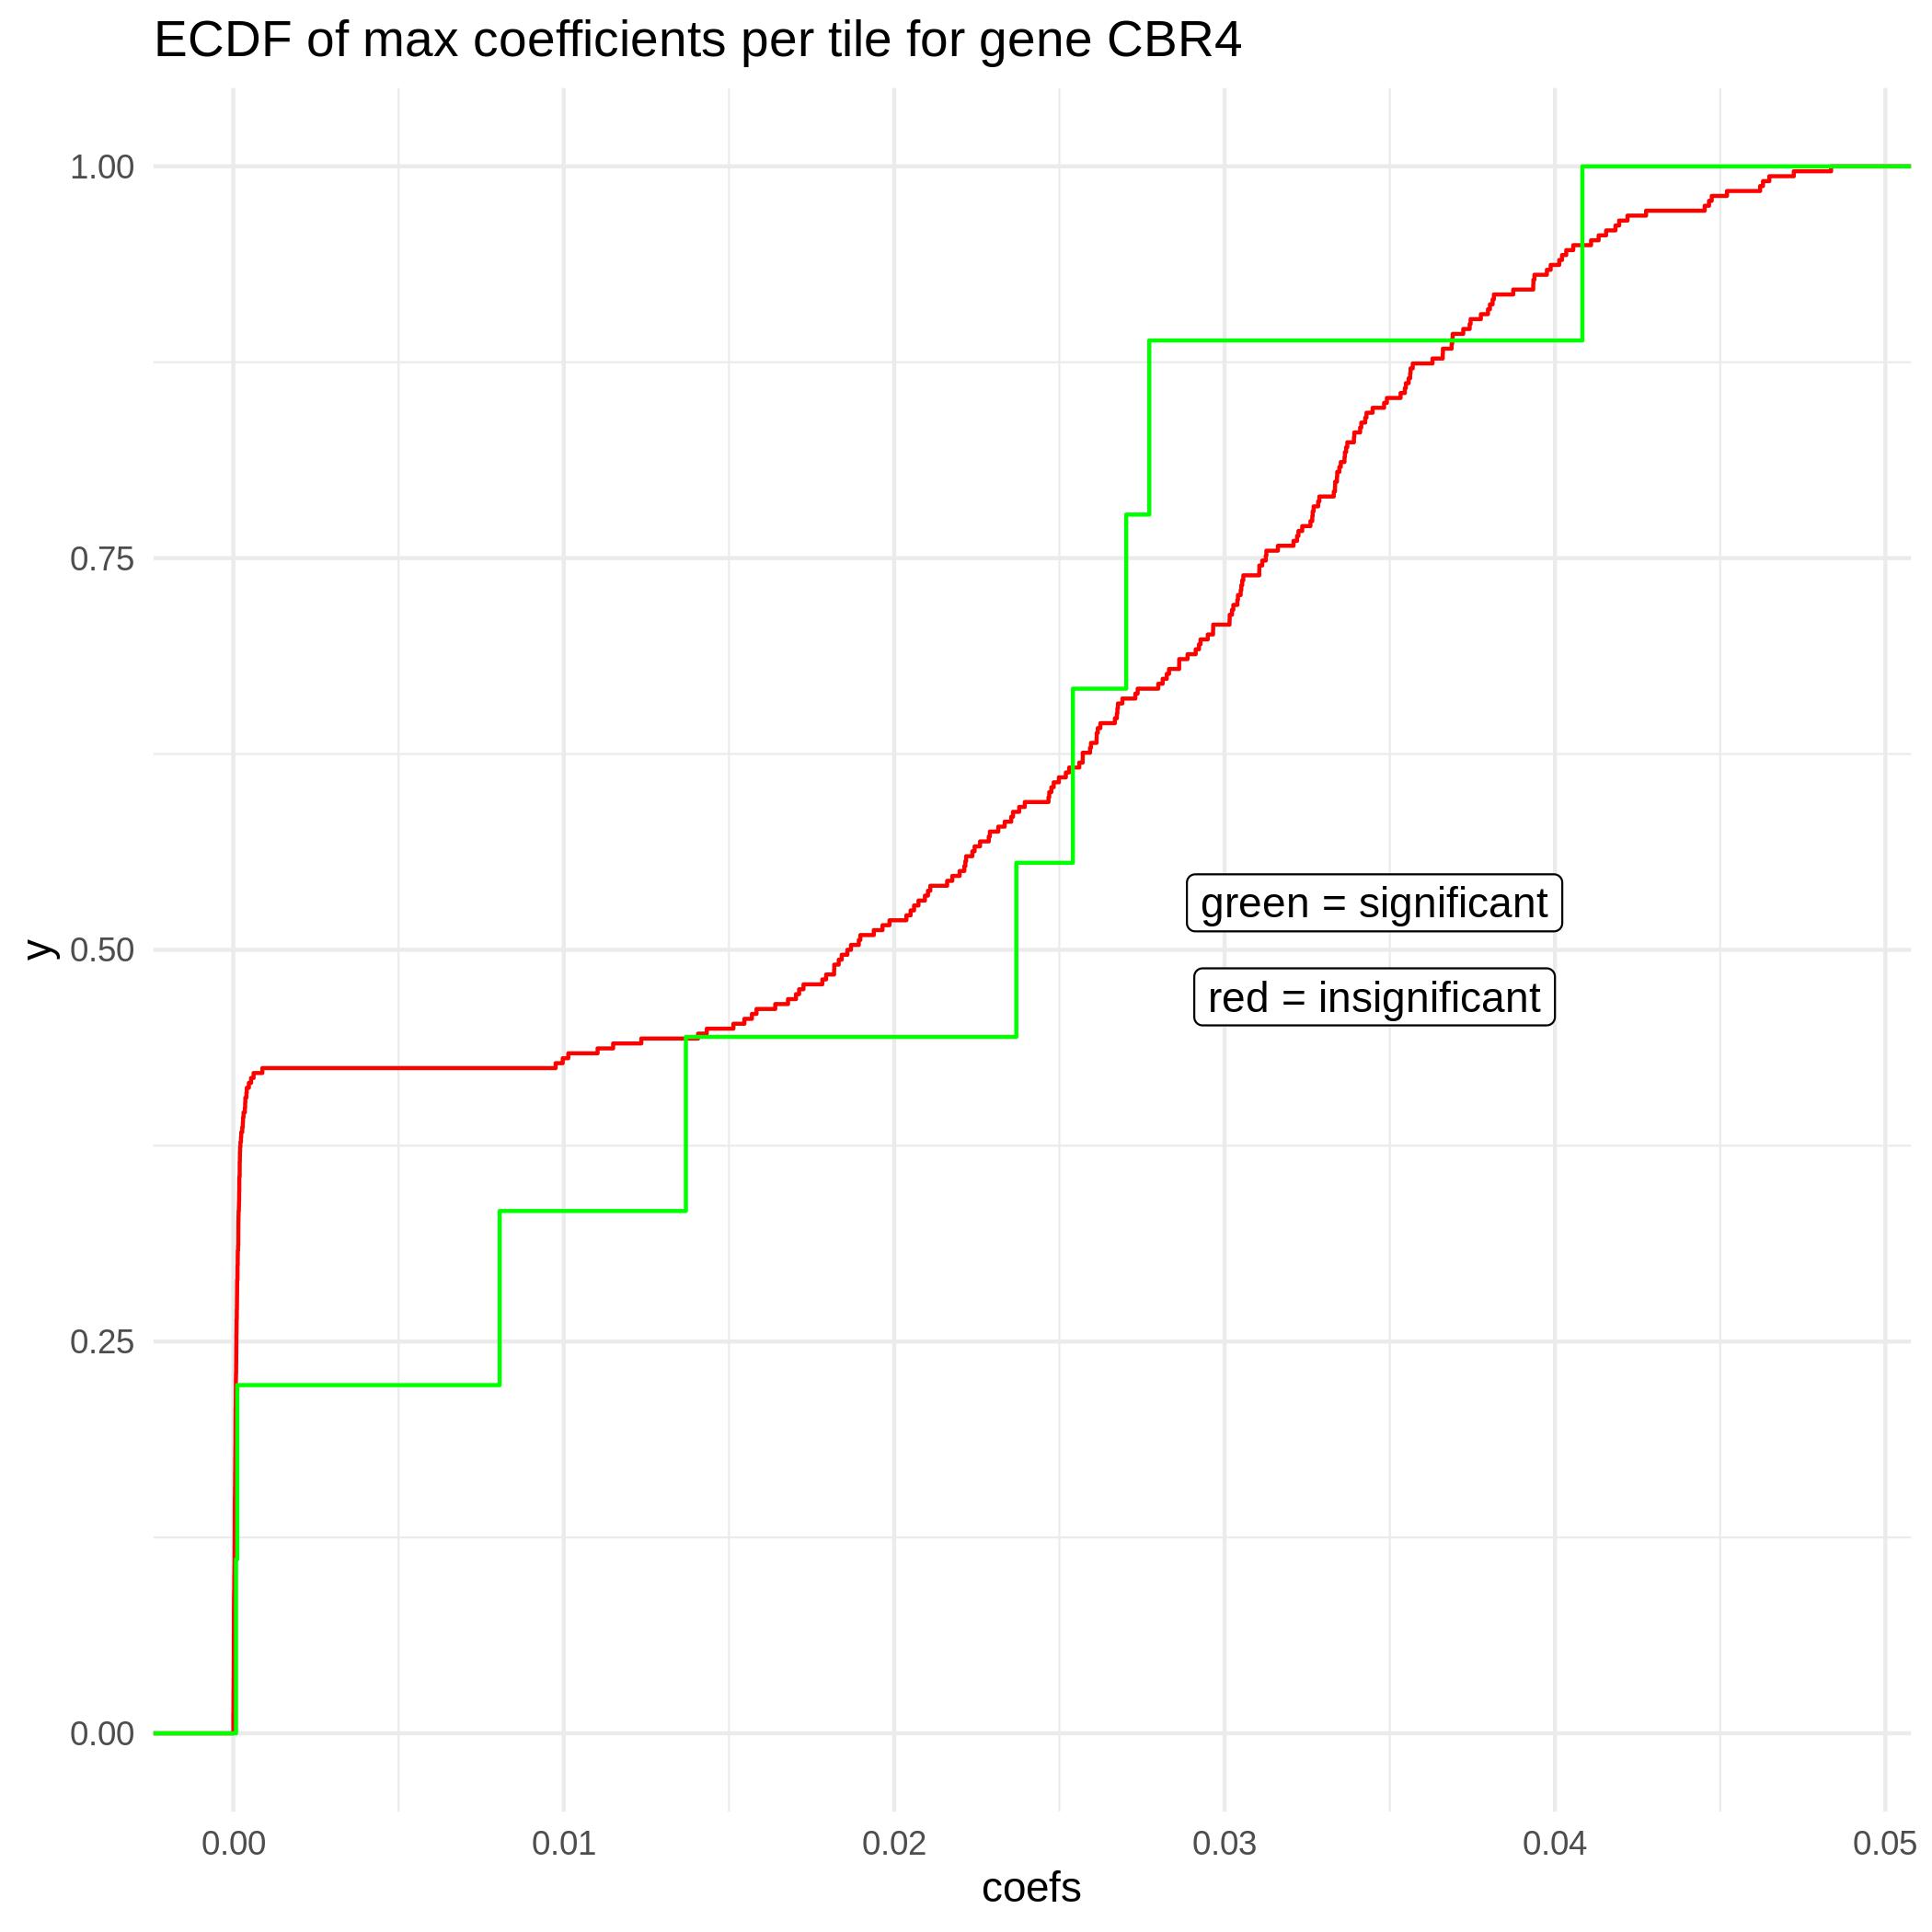 ECDF of max coefficients per tile for gene CBR4
1.00
0.75
0.50
0.25
0.00
y
green = significant
red = insignificant
0.00 0.01 0.02 0.03 0.04 0.05
coefs